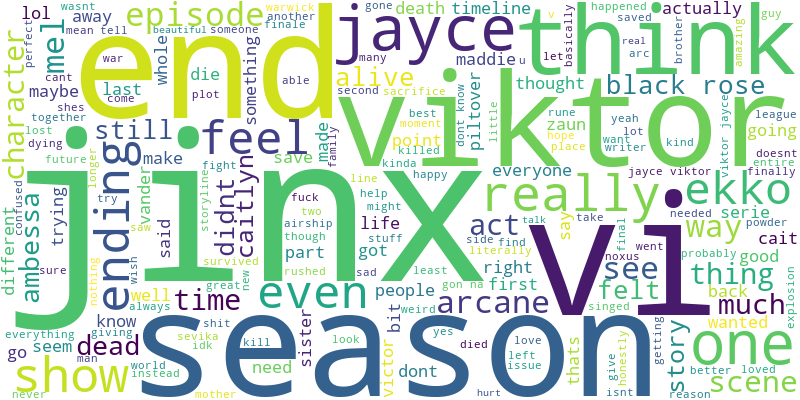 lol away episode death timeline actually
wasnt gone happened guy
mean tell beautiful someone another saved
perfect mel finale warwick jayce think
cant war end able many maddie u basically real arc brother amazing
maybe last die something whole alive second sacrifice thought black rose
shes come plot
character together still feel made best dont know piltover rune yeah league
lost moment little zaun lot going
dying make save family point killed everyone hope want kind doesnt
future longer fight kinda viktor place writer viktor jayce entire
confused try vander storyline didnt caitlyn line happy jayce viktor finally
different trying saw said fuck help life really ekko
ambessa ending jinx two might act talk say take needed way serie
sure wish airship stuff side find vi final noxus cait powder
nothing survived though part got right literally went see probably
well time rushed sad people first felt thing good
everything always great new even least gon na arcane singed much back explosion
giving know shit season weird bit wanted
go seem dead sevika idk sister yes died love thats honestly getting story one
man kill look victor left give better loved
show world instead need dont issue isnt reason scene
never mother hurt